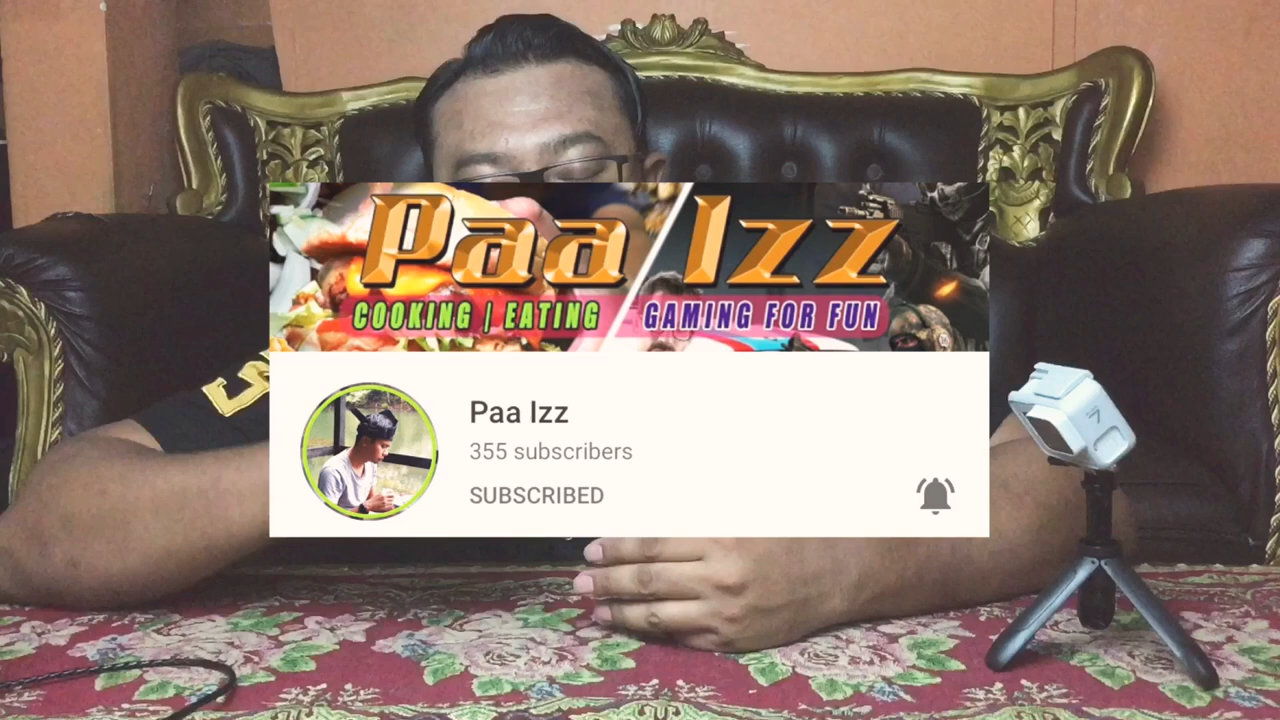 Paa Izz
COOKING | EATING GAMING FOR FUN
Paa Izz
355 subscribers
SUBSCRIBED